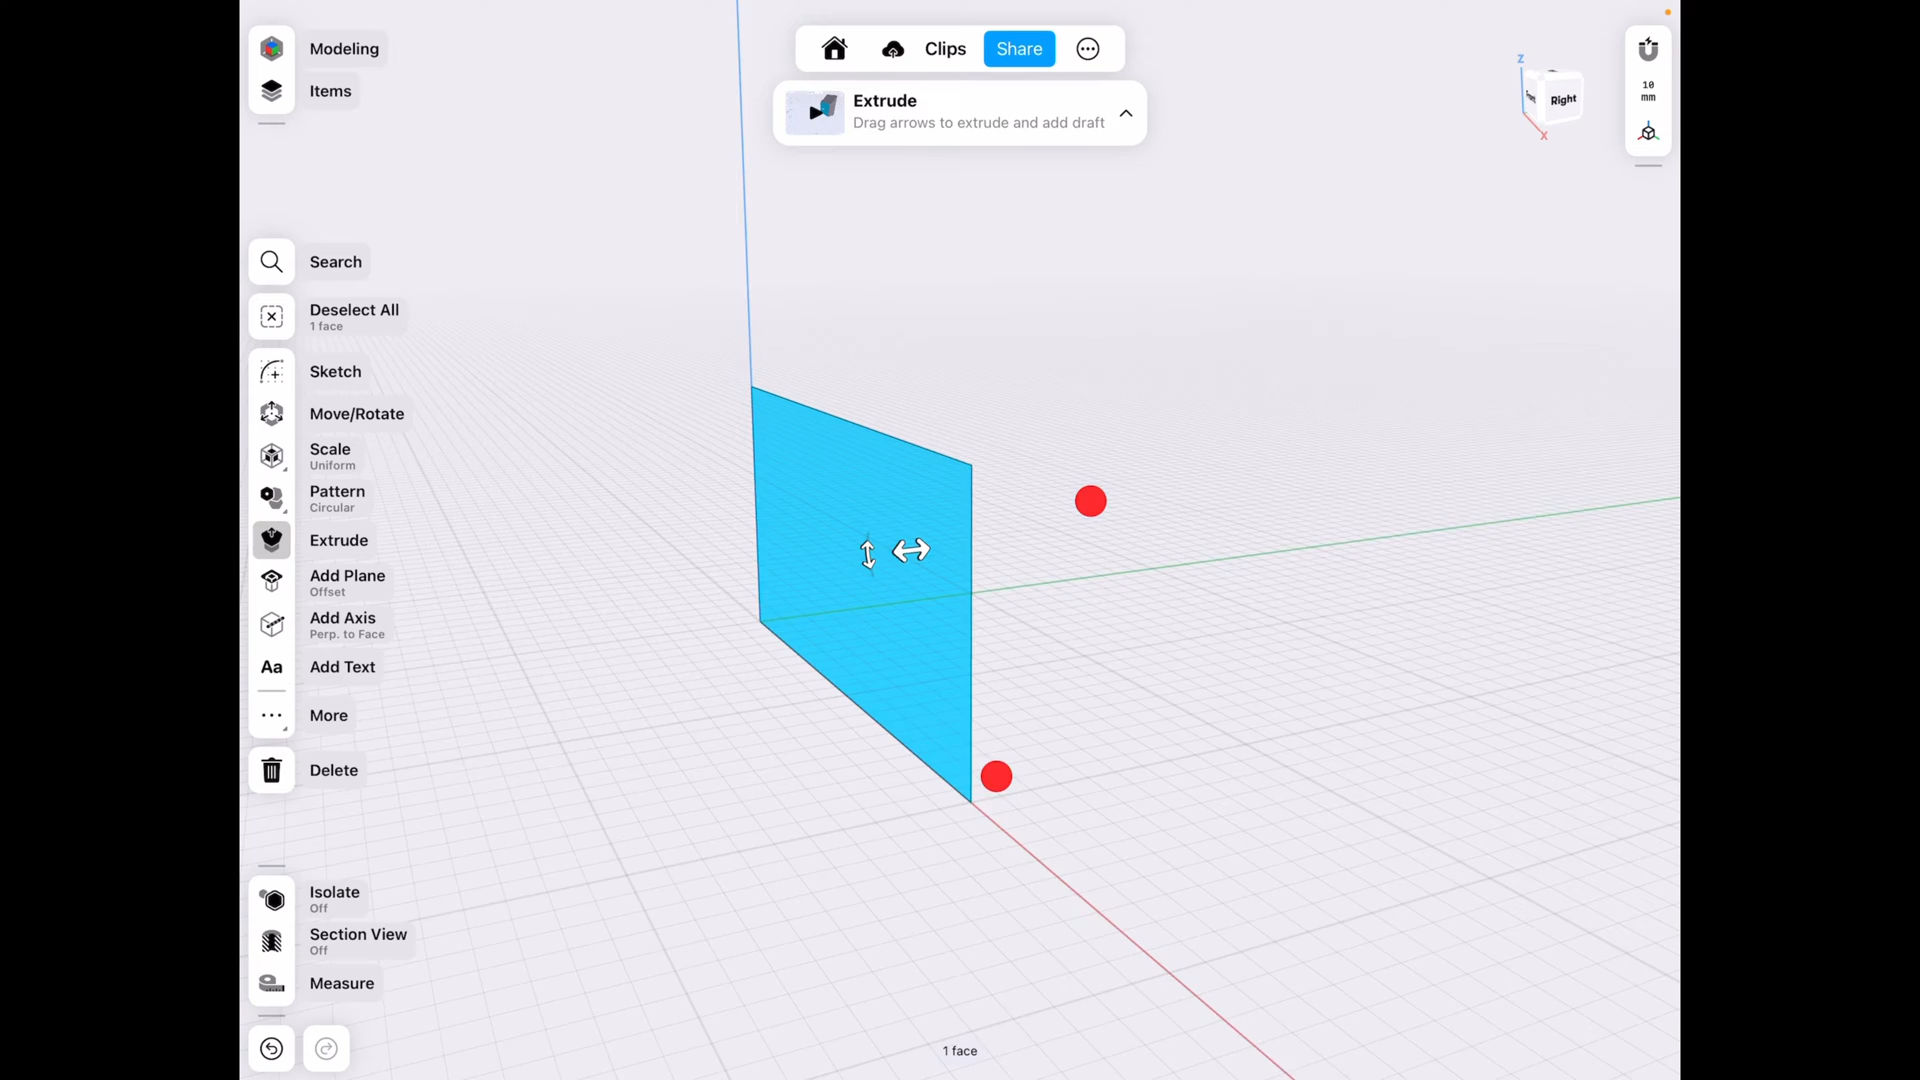 Modeling
Items
Clips
Share
Extrude
Drag arrows to extrude and add draft
Z
Right
X
10
mm
Search
Deselect All
1 face
Sketch
Move/Rotate
Scale
Uniform
Pattern
Circular
Extrude
Add Plane
Offset
Add Axis
Perp. to Face
Aa
Add Text
More
Delete
Isolate
Off
Section View
Off
Measure
1 face